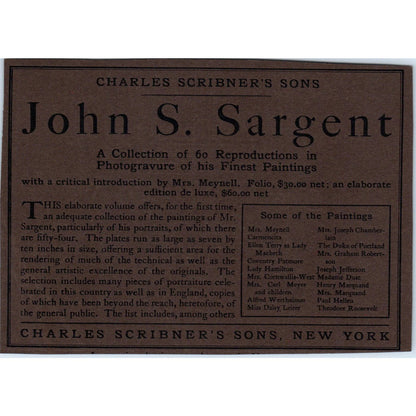 CHARLES SCRIBNER'S SONS
John S. Sargent
A Collection of 60 Reproductions in
Photogravure of his Finest Paintings
with a critical introduction by Mrs. Meynell. Folio, $30.00 net; an elaborate
edition de luxe, $60.00 net.
THIS elaborate volume offers, for the first time,
an adequate collection of the paintings of Mr.
Sargent, particularly of his portraits, of which there
are fifty-four. The plates run as large as seven by
ten inches in size, offering a sufficient area for the
rendering of much of the technical as well as the
general artistic excellence of the originals. The
selection includes many pieces of portraiture cele-
brated in this country as well as in England, copies
of which have been beyond the reach, heretofore, of
the general public. The list includes, among others
Some of the Paintings
Mrs. Meynell
Carmencita
Ellen Terry as Lady
Macbeth
Coventry Patmore
Lady Hamilton
Mrs. Cornwallis-West
Mrs. Carl Meyer
and children
Alfred Wertheimer
Miss Daisy Leiter
Mrs. Joseph Chamber-
lain
The Duke of Portland
Mrs. Graham Robert-
son
Joseph Jefferson
Madame Duse
Henry Marquand
Mrs. Marquand
Paul Helleu
Theodore Roosevelt
CHARLES SCRIBNER'S SONS, NEW YORK